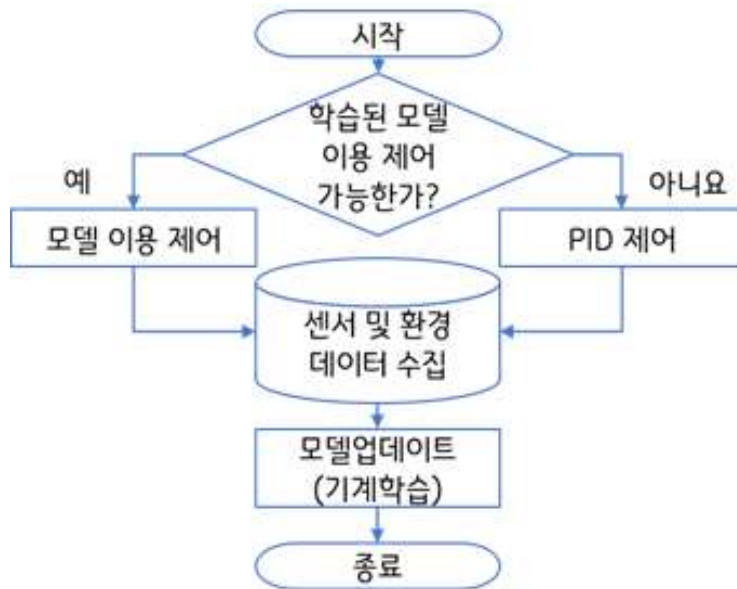 시작
학습된 모델
이용 제어
가능한가?
예
아니요
모델 이용 제어
PID 제어
센서 및 환경
데이터 수집
모델업데이트
(기계학습)
종료